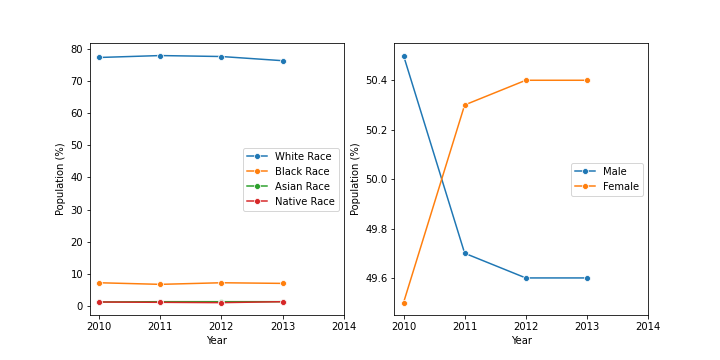 80
70
60
50
40
30
20
10
0
Population (%)
2010 2011 2012 2013 2014
Year
White Race
Black Race
Asian Race
Native Race
50.4
50.2
50.0
49.8
49.6
Population (%)
2010 2011 2012 2013 2014
Year
Male
Female